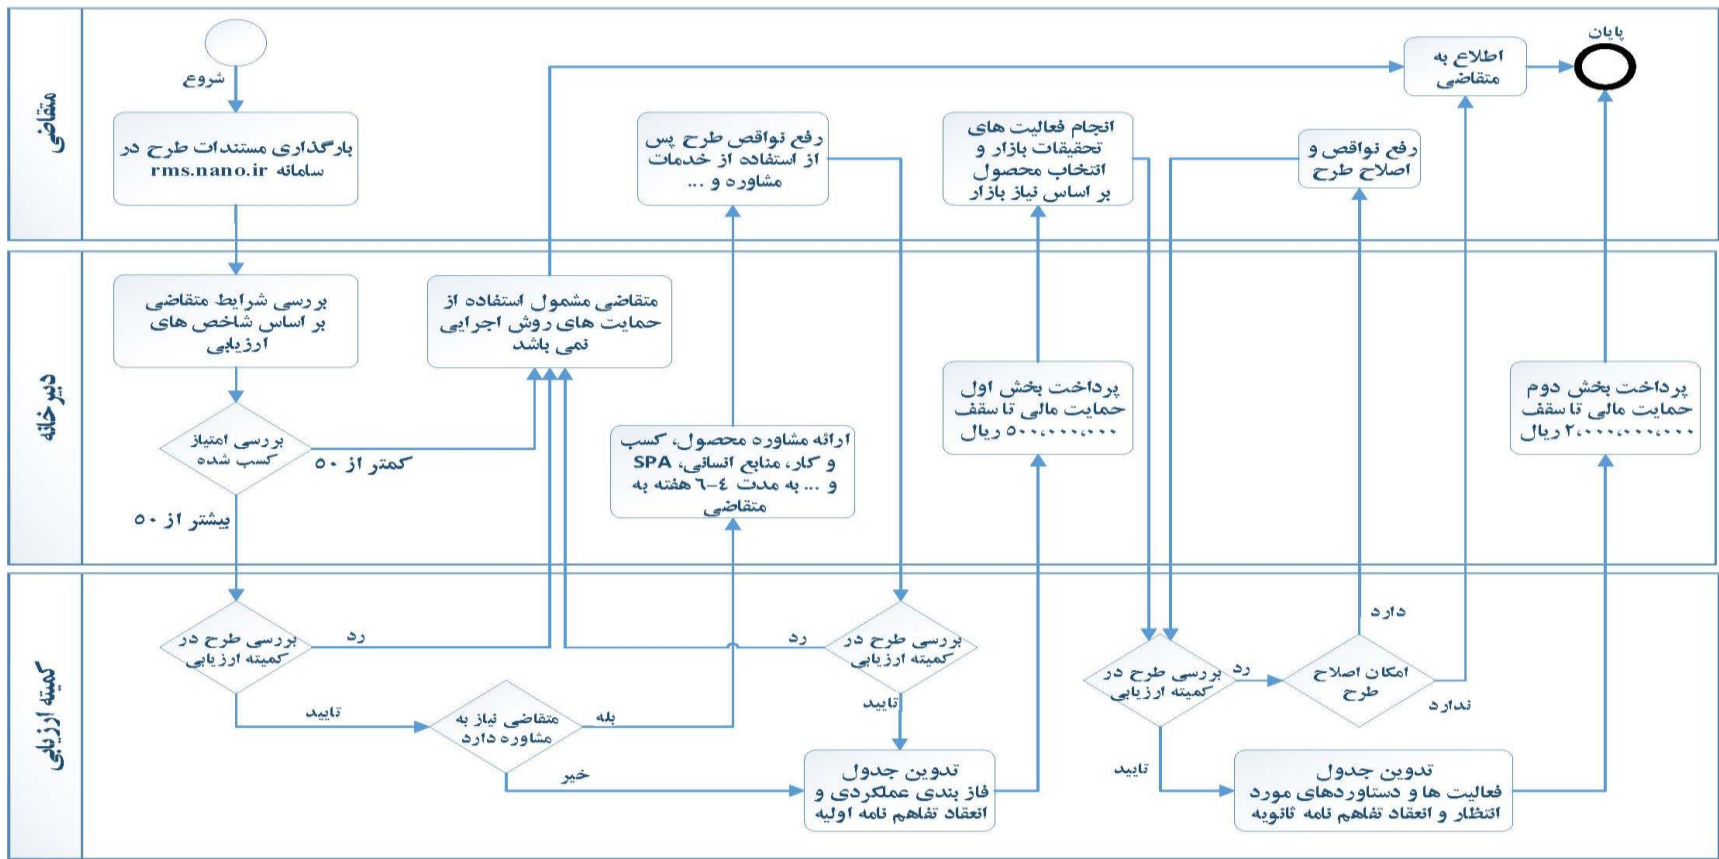 متقاضی
شروع
بارگذاری مستندات طرح در
سامانه rms.nano.ir
رفع نواقص طرح پس
از استفاده از خدمات
مشاوره و ...
انجام فعالیت های
تحقیقات بازار و
انتخاب محصول
بر اساس نیاز بازار
رفع نواقص و
اصلاح طرح
اطلاع به
متقاضی
پایان
دبیرخانه
بررسی شرایط متقاضی
بر اساس شاخص های
ارزیابی
بررسی امتیاز
کسب شده
کمتر از ۵۰
بیشتر از ۵۰
متقاضی مشمول استفاده از
حمایت های روش اجرایی
نمی باشد
ارائه مشاوره محصول، کسب
و کار، منابع انسانی، SPA
و ... به مدت ٤-٦ هفته به
متقاضی
پرداخت بخش اول
حمایت مالی تا سقف
۵۰۰،۰۰۰،۰۰۰ ریال
پرداخت بخش دوم
حمایت مالی تا سقف
۲،۰۰۰،۰۰۰،۰۰۰ ریال
کمیته ارزیابی
بررسی طرح در
کمیته ارزیابی
رد
تایید
متقاضی نیاز به
مشاوره دارد
بله
خیر
بررسی طرح در
کمیته ارزیابی
رد
تایید
تدوین جدول
فاز بندی عملکردی و
انعقاد تفاهم نامه اولیه
بررسی طرح در
کمیته ارزیابی
رد
تایید
امکان اصلاح
طرح
دارد
ندارد
تدوین جدول
فعالیت ها و دستاوردهای مورد
انتظار و انعقاد تفاهم نامه ثانویه